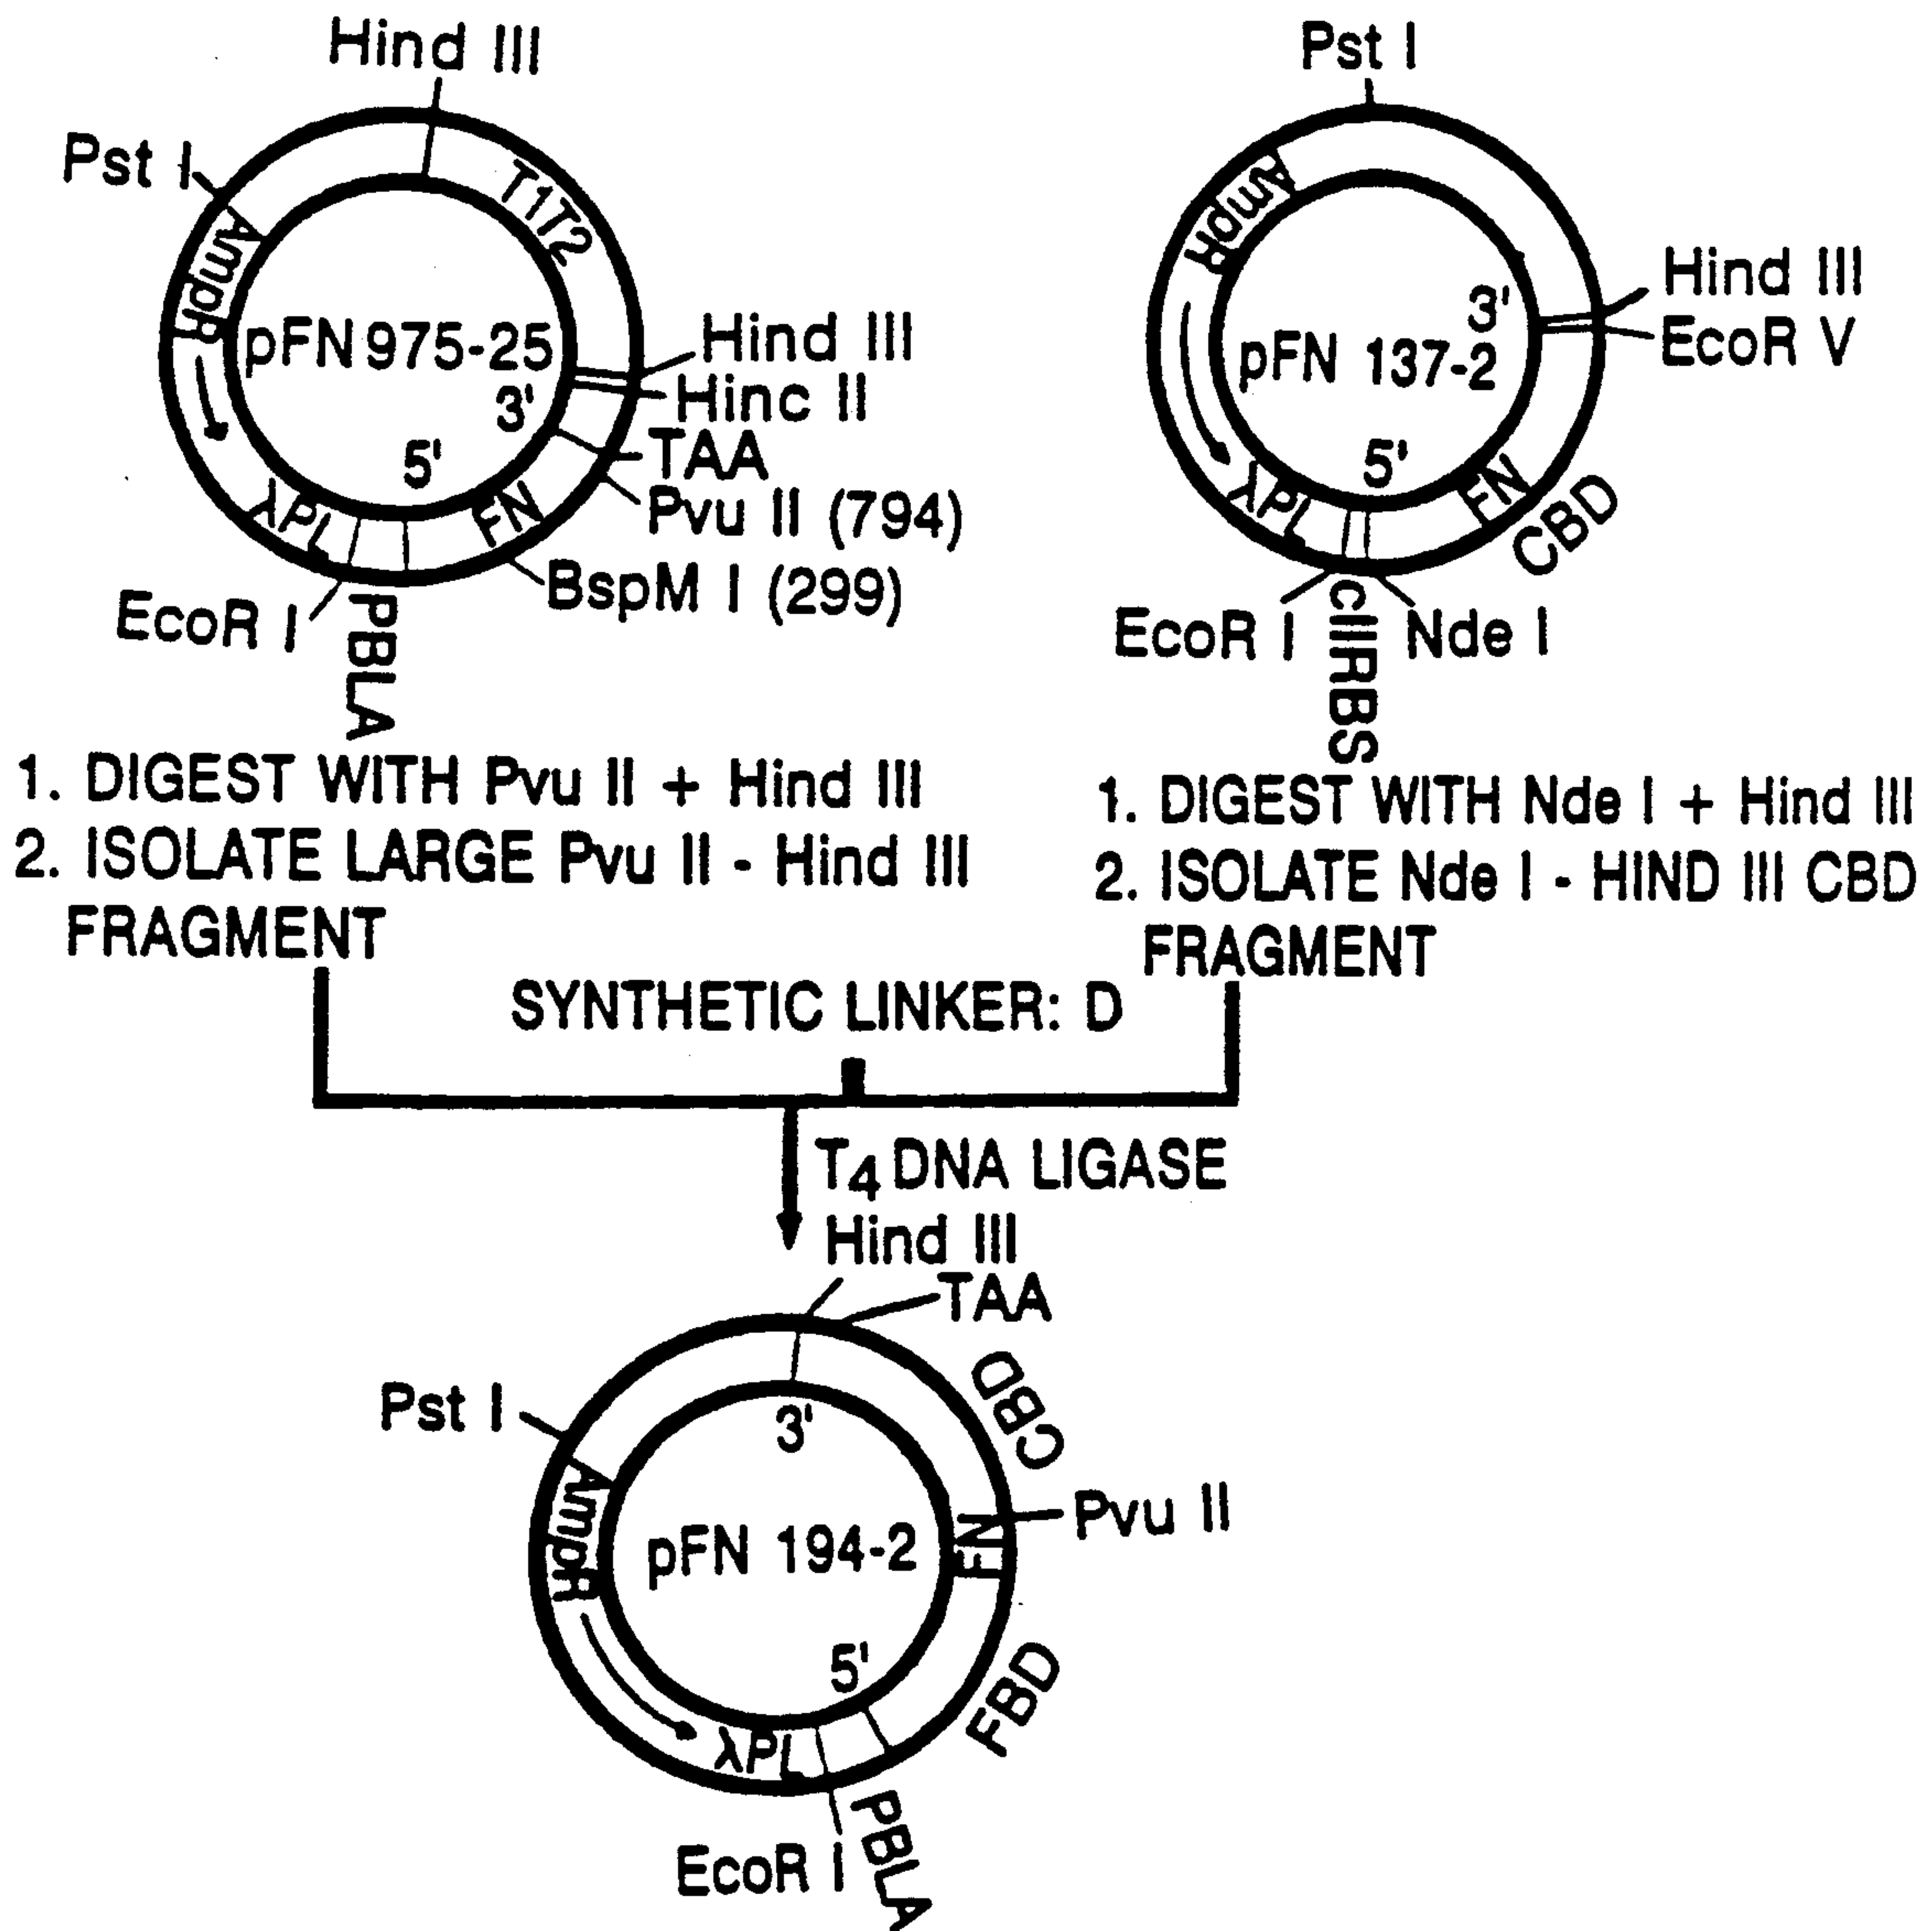 Hind III
Pst I
AmpR
T1T2
pFN 975-25
Hind III
Hinc II
3'
TAA
5'
Pvu II (794)
FN
λPL
BspM I (299)
EcoR I
PBLA
1. DIGEST WITH Pvu II + Hind III
2. ISOLATE LARGE Pvu II - Hind III
FRAGMENT
Pst I
AmpR
Hind III
3'
EcoR V
pFN 137-2
5'
FN
λPL
CBD
EcoR I
cIIRBS
Nde I
1. DIGEST WITH Nde I + Hind III
2. ISOLATE Nde I - HIND III CBD
FRAGMENT
SYNTHETIC LINKER: D
T4 DNA LIGASE
Hind III
TAA
CBD
Pst I
3'
AmpR
Pvu II
FN
pFN 194-2
5'
FBD
λPL
EcoR I
PBLA